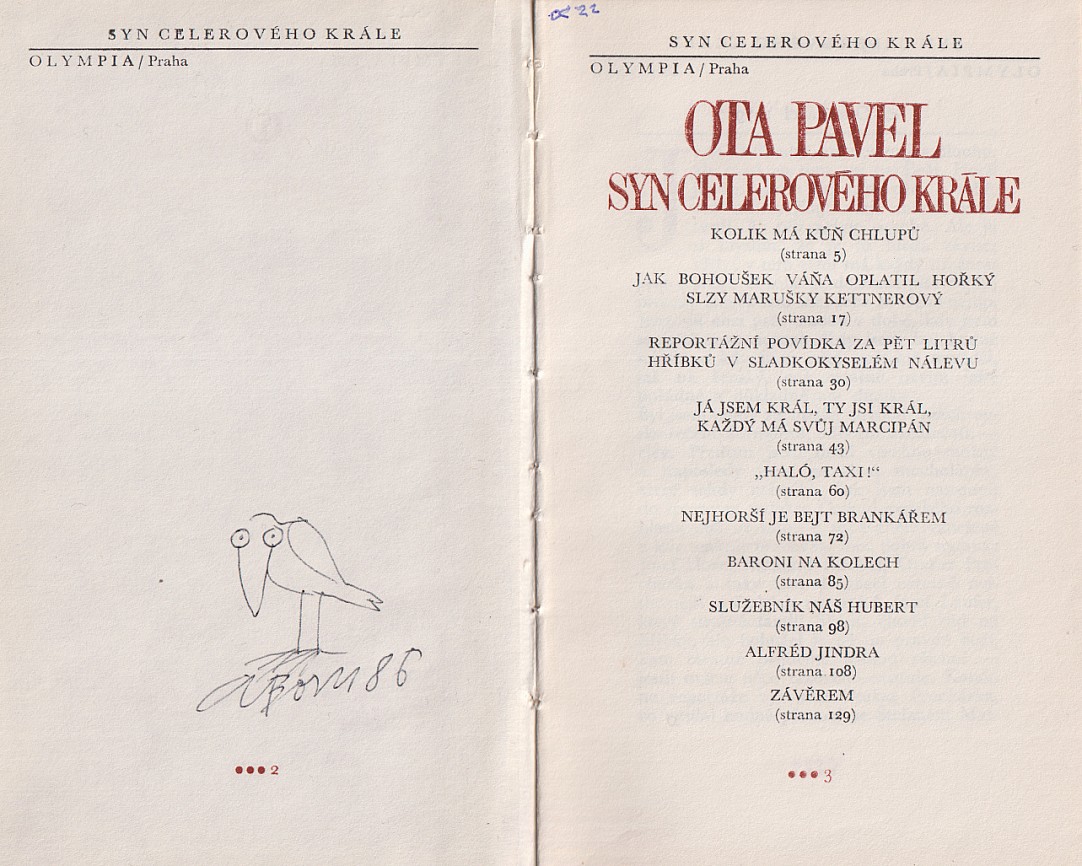 SYN CELEROVÉHO KRÁLE
OLYMPIA/Praha
ABorn 86
●●● 2
SYN CELEROVÉHO KRÁLE
OLYMPIA/Praha
OTA PAVEL
SYN CELEROVÉHO KRÁLE
KOLIK MÁ KŮŇ CHLUPŮ
(strana 5)
JAK BOHOUŠEK VÁŇA OPLATIL HOŘKÝ
SLZY MARUŠKY KETTNEROVÝ
(strana 17)
REPORTÁŽNÍ POVÍDKA ZA PĚT LITRŮ
HŘÍBKŮ V SLADKOKYSELÉM NÁLEVU
(strana 30)
JÁ JSEM KRÁL, TY JSI KRÁL,
KAŽDÝ MÁ SVŮJ MARCIPÁN
(strana 43)
„HALÓ, TAXI!“
(strana 60)
NEJHORŠÍ JE BEJT BRANKÁŘEM
(strana 72)
BARONI NA KOLECH
(strana 85)
SLUŽEBNÍK NÁŠ HUBERT
(strana 98)
ALFRÉD JINDRA
(strana 108)
ZÁVĚREM
(strana 129)
●●● 3